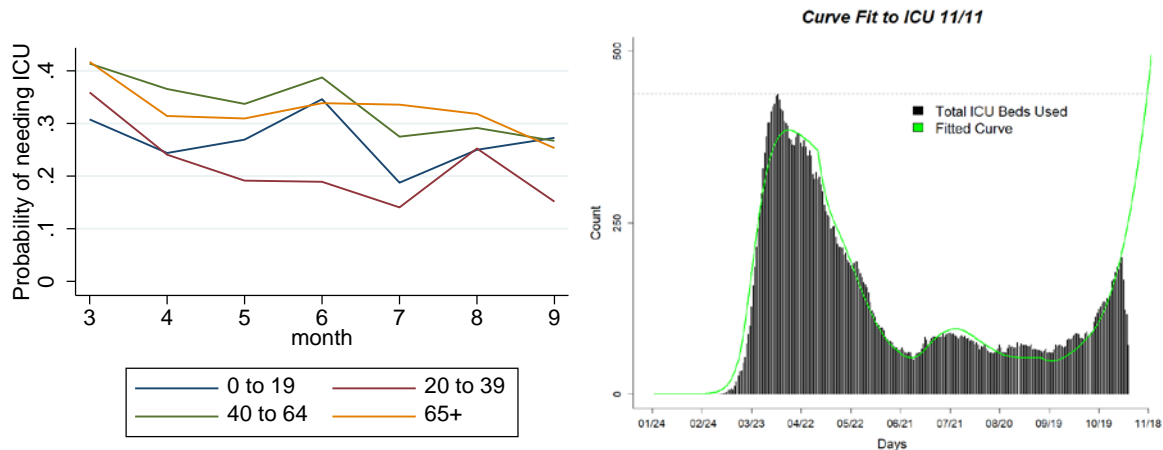 Probability of needing ICU
.4
.3
.2
.1
0
3 4 5 6 7 8 9
month
0 to 19 20 to 39
40 to 64 65+
Curve Fit to ICU 11/11
500
250
0
Count
Total ICU Beds Used
Fitted Curve
01/24 02/24 03/23 04/22 05/22 06/21 07/21 08/20 09/19 10/19 11/18
Days